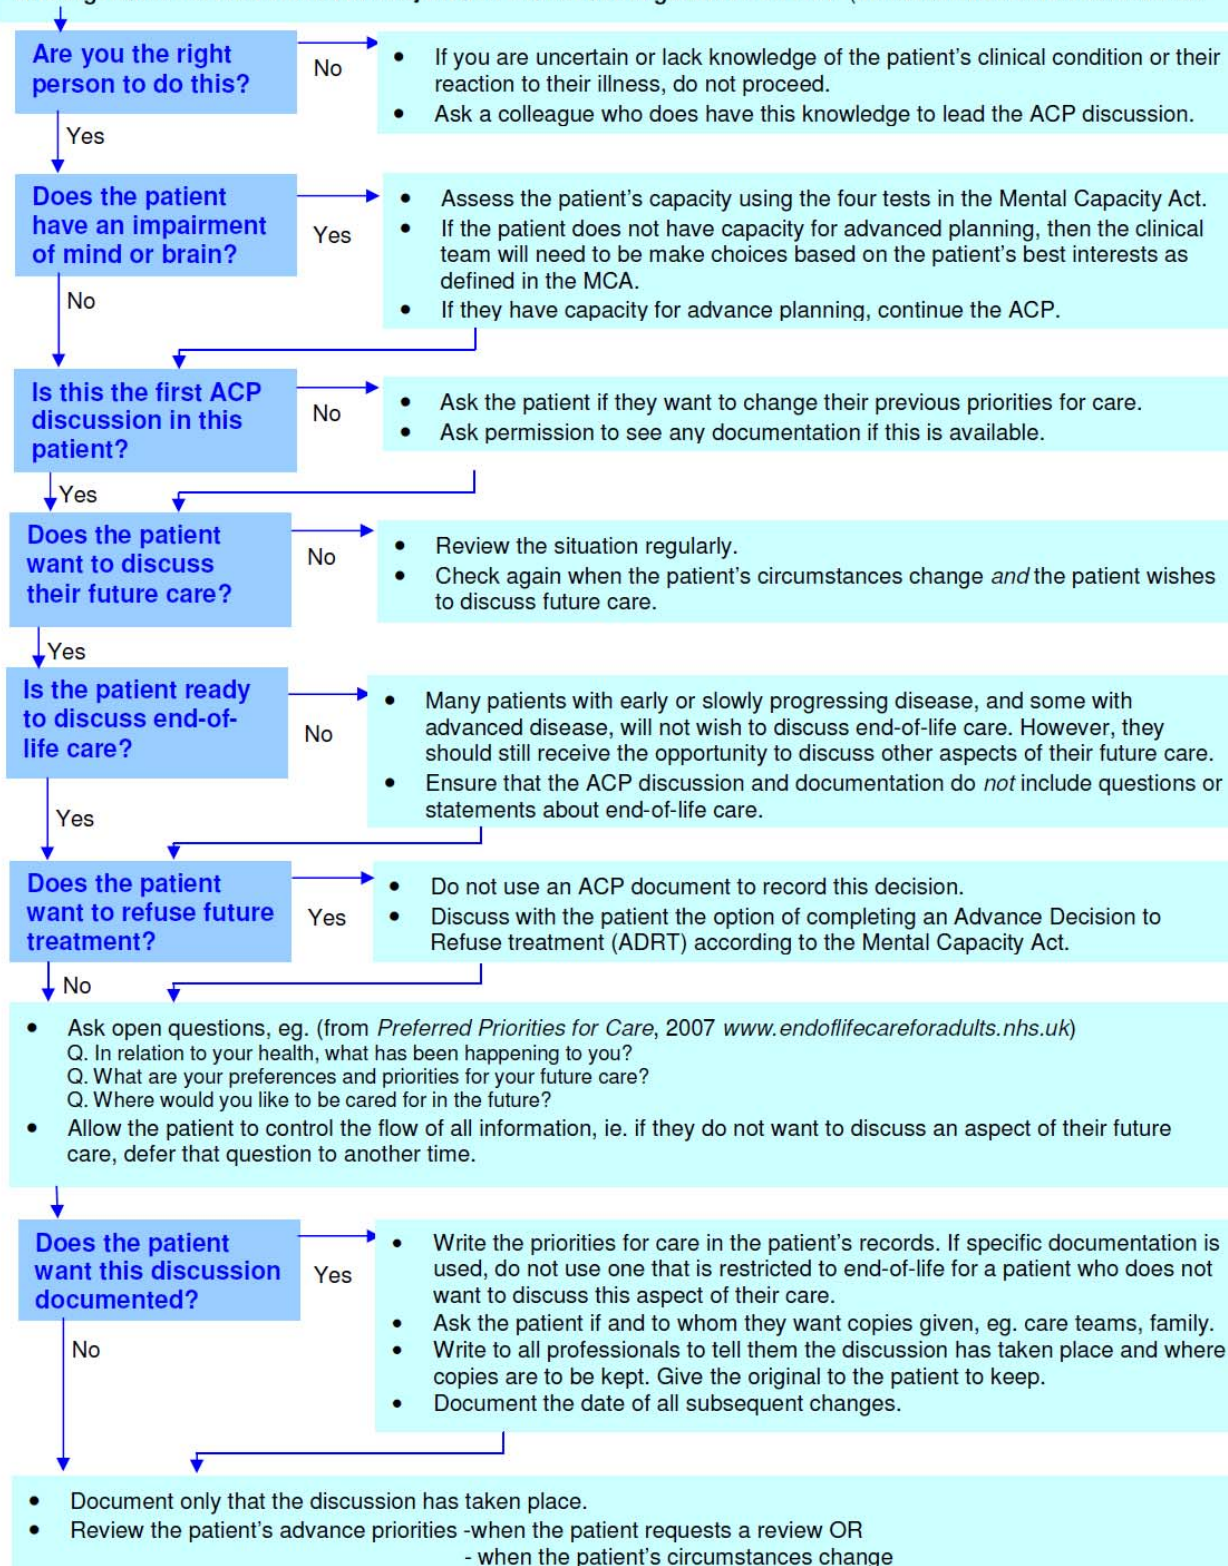 Are you the right
person to do this?
No
• If you are uncertain or lack knowledge of the patient's clinical condition or their
reaction to their illness, do not proceed.
• Ask a colleague who does have this knowledge to lead the ACP discussion.
Yes
Does the patient
have an impairment
of mind or brain?
Yes
• Assess the patient's capacity using the four tests in the Mental Capacity Act.
• If the patient does not have capacity for advanced planning, then the clinical
team will need to be make choices based on the patient's best interests as
defined in the MCA.
• If they have capacity for advance planning, continue the ACP.
No
Is this the first ACP
discussion in this
patient?
No
• Ask the patient if they want to change their previous priorities for care.
• Ask permission to see any documentation if this is available.
Yes
Does the patient
want to discuss
their future care?
No
• Review the situation regularly.
• Check again when the patient's circumstances change and the patient wishes
to discuss future care.
Yes
Is the patient ready
to discuss end-of-
life care?
No
• Many patients with early or slowly progressing disease, and some with
advanced disease, will not wish to discuss end-of-life care. However, they
should still receive the opportunity to discuss other aspects of their future care.
• Ensure that the ACP discussion and documentation do not include questions or
statements about end-of-life care.
Yes
Does the patient
want to refuse future
treatment?
Yes
• Do not use an ACP document to record this decision.
• Discuss with the patient the option of completing an Advance Decision to
Refuse treatment (ADRT) according to the Mental Capacity Act.
No
• Ask open questions, eg. (from Preferred Priorities for Care, 2007 www.endoflifecareforadults.nhs.uk)
Q. In relation to your health, what has been happening to you?
Q. What are your preferences and priorities for your future care?
Q. Where would you like to be cared for in the future?
• Allow the patient to control the flow of all information, ie. if they do not want to discuss an aspect of their future
care, defer that question to another time.
Does the patient
want this discussion
documented?
Yes
• Write the priorities for care in the patient's records. If specific documentation is
used, do not use one that is restricted to end-of-life for a patient who does not
want to discuss this aspect of their care.
• Ask the patient if and to whom they want copies given, eg. care teams, family.
• Write to all professionals to tell them the discussion has taken place and where
copies are to be kept. Give the original to the patient to keep.
• Document the date of all subsequent changes.
No
• Document only that the discussion has taken place.
• Review the patient's advance priorities -when the patient requests a review OR
- when the patient's circumstances change